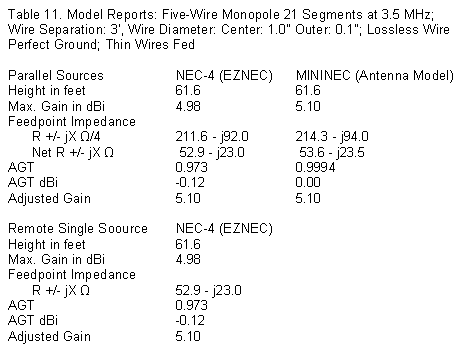 Table 11. Model Reports: Five-Wire Monopole 21 Segments at 3.5 MHz;
Wire Separation: 3', Wire Diameter: Center: 1.0" Outer: 0.1"; Lossless Wire
Perfect Ground; Thin Wires Fed
Parallel Sources NEC-4 (EZNEC) MININEC (Antenna Model)
Height in feet 61.6 61.6
Max. Gain in dBi 4.98 5.10
Feedpoint Impedance
R +/- jX Ω/4 211.6 - j92.0 214.3 - j94.0
Net R +/- jX Ω 52.9 - j23.0 53.6 - j23.5
AGT 0.973 0.9994
AGT dBi -0.12 0.00
Adjusted Gain 5.10 5.10
Remote Single Soource NEC-4 (EZNEC)
Height in feet 61.6
Max. Gain in dBi 4.98
Feedpoint Impedance
R +/- jX Ω 52.9 - j23.0
AGT 0.973
AGT dBi -0.12
Adjusted Gain 5.10